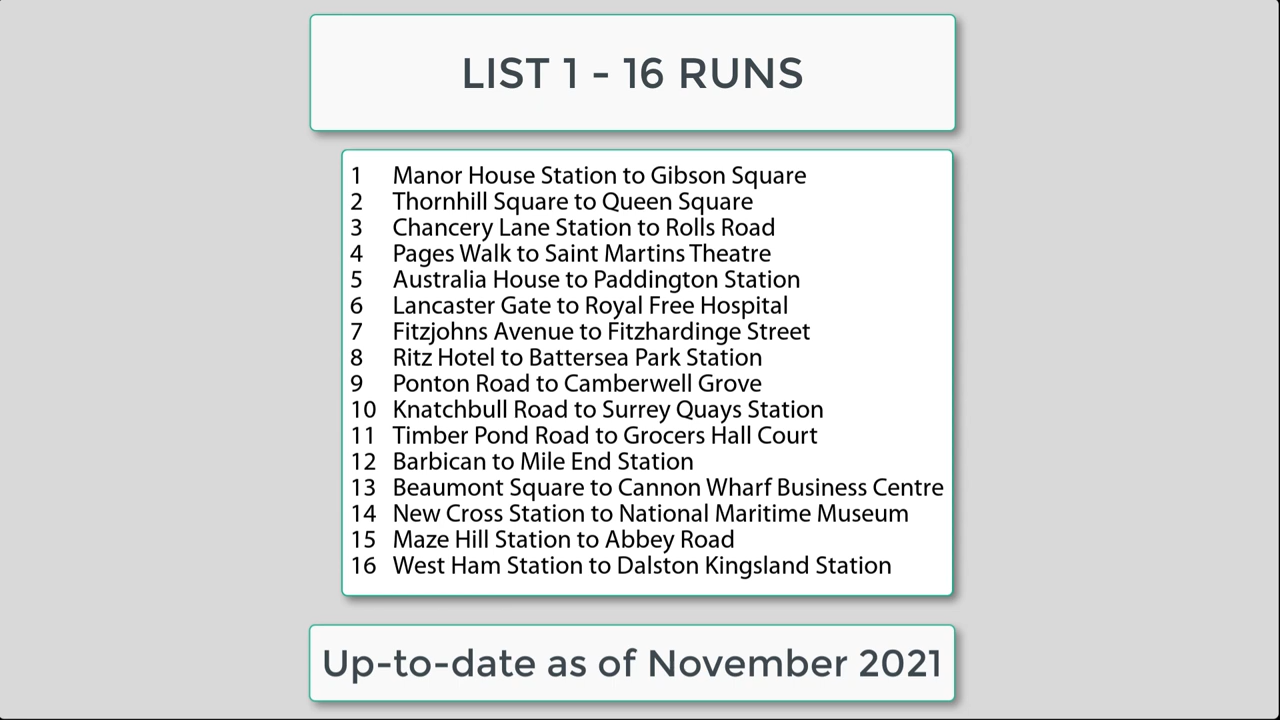 LIST 1 - 16 RUNS
1 Manor House Station to Gibson Square
2 Thornhill Square to Queen Square
3 Chancery Lane Station to Rolls Road
4 Pages Walk to Saint Martins Theatre
5 Australia House to Paddington Station
6 Lancaster Gate to Royal Free Hospital
7 Fitzjohns Avenue to Fitzhardinge Street
8 Ritz Hotel to Battersea Park Station
9 Ponton Road to Camberwell Grove
10 Knatchbull Road to Surrey Quays Station
11 Timber Pond Road to Grocers Hall Court
12 Barbican to Mile End Station
13 Beaumont Square to Cannon Wharf Business Centre
14 New Cross Station to National Maritime Museum
15 Maze Hill Station to Abbey Road
16 West Ham Station to Dalston Kingsland Station
Up-to-date as of November 2021